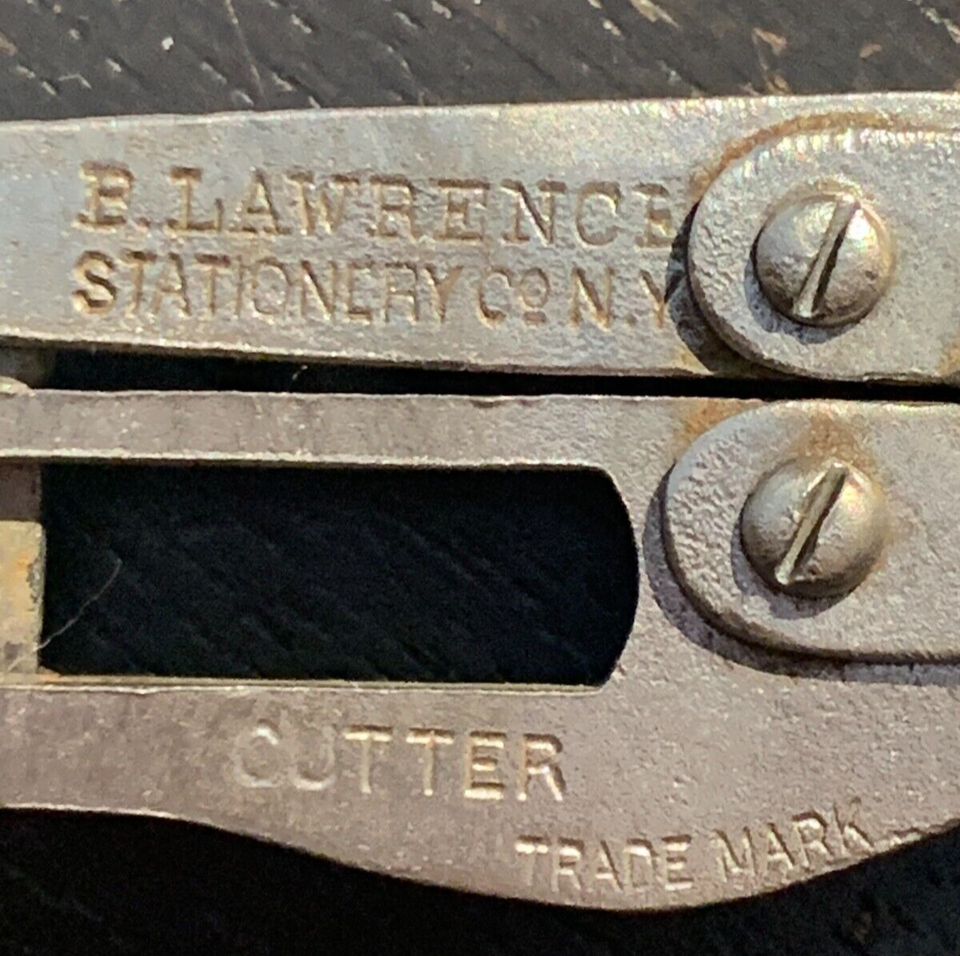 B. LAWRENCE
STATIONERY Co N.Y
CUTTER
TRADE MARK